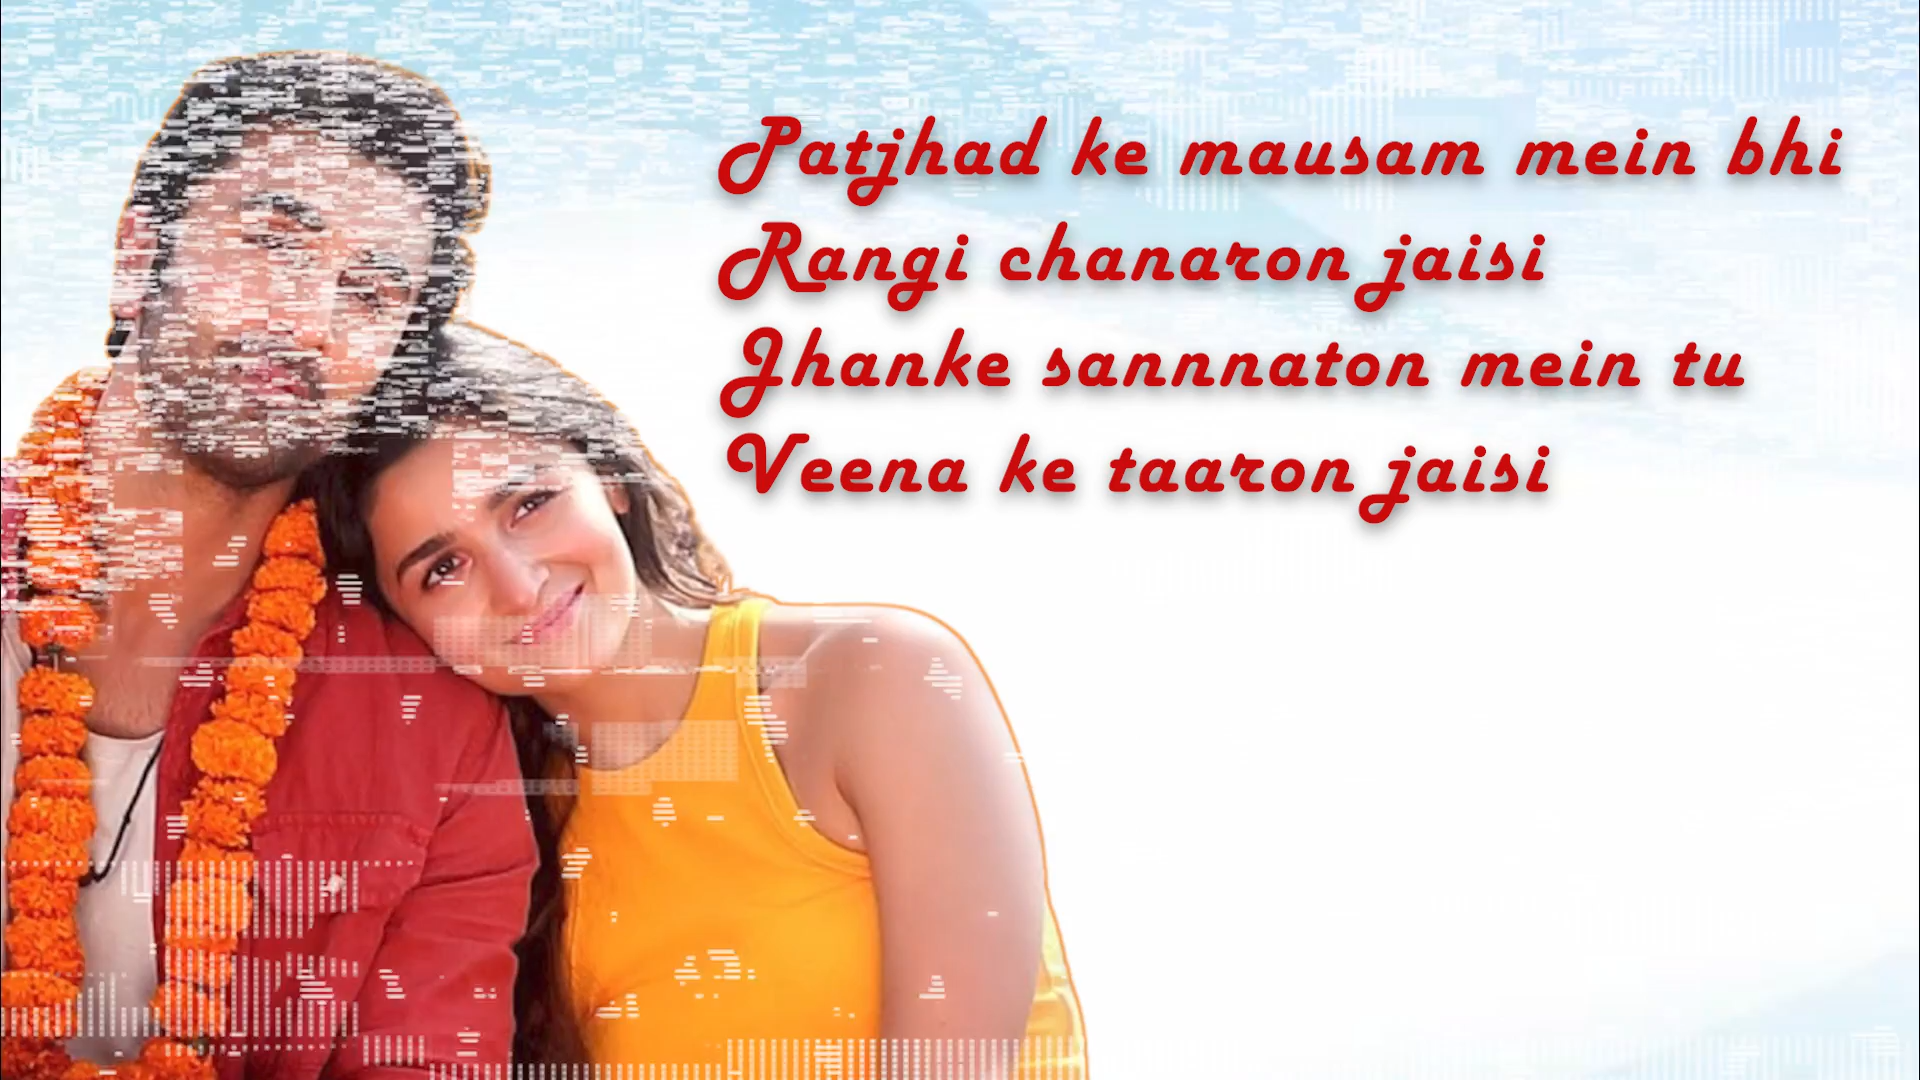 Patjhad ke mausam mein bhi
Rangi chanaron jaisi
Jhanke sannnaton mein tu
Veena ke taaron jaisi